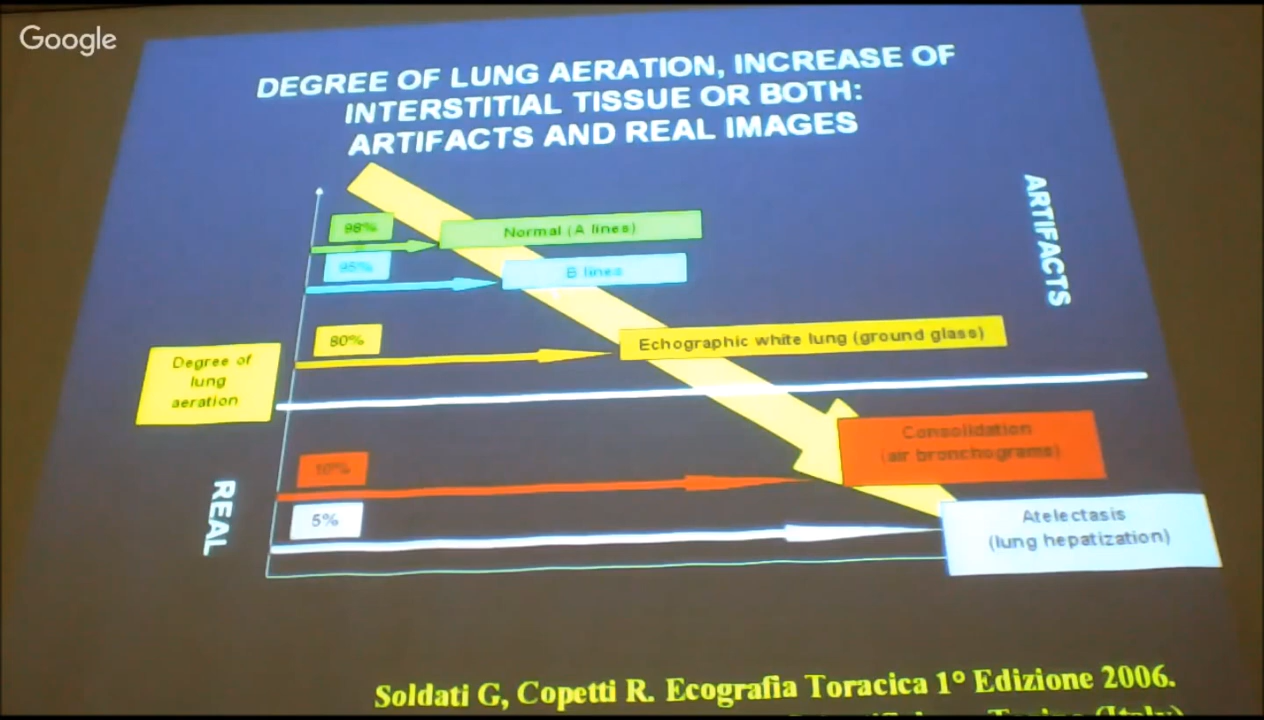 Google
DEGREE OF LUNG AERATION, INCREASE OF
INTERSTITIAL TISSUE OR BOTH:
ARTIFACTS AND REAL IMAGES
98%
Normal (A lines)
95%
B lines
80%
Echographic white lung (ground glass)
ARTIFACTS
Degree of
lung
aeration
REAL
10%
Consolidation
(air bronchograms)
5%
Atelectasis
(lung hepatization)
Soldati G, Copetti R. Ecografia Toracica 1° Edizione 2006.
Torino (Italy)